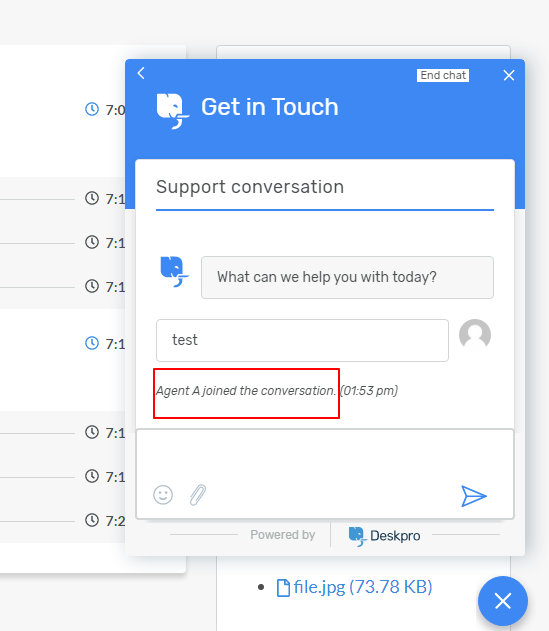 End chat
7:0
Get in Touch
Support conversation
7:1
7:1
What can we help you with today?
7:1
test
7:1
Agent A joined the conversation. (01:53 pm)
7:1
7:1
7:2
Powered by
Deskpro
file.jpg (73.78 KB)